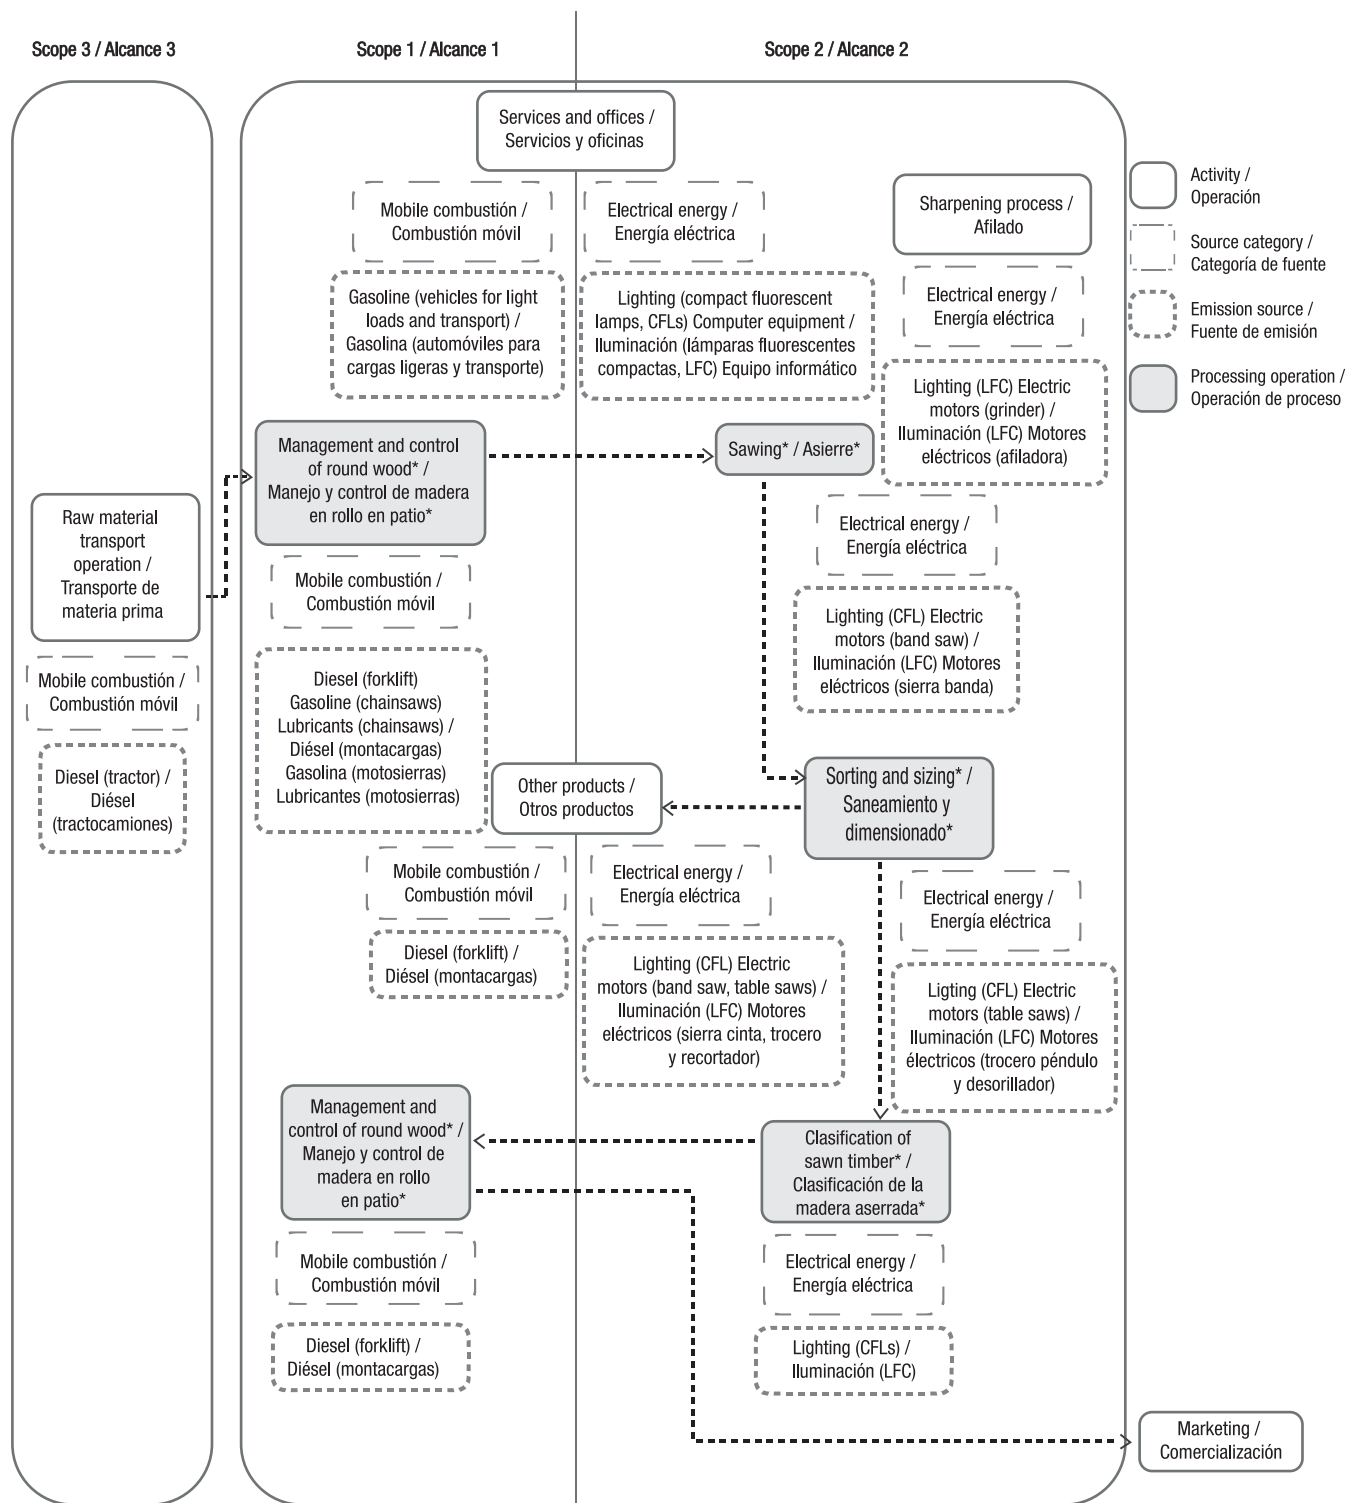 Scope 3 / Alcance 3
Scope 1 / Alcance 1
Scope 2 / Alcance 2
Services and offices /
Servicios y oficinas
Mobile combustión /
Combustión móvil
Gasoline (vehicles for light
loads and transport) /
Gasolina (automóviles para
cargas ligeras y transporte)
Electrical energy /
Energía eléctrica
Lighting (compact fluorescent
lamps, CFLs) Computer equipment /
Iluminación (lámparas fluorescentes
compactas, LFC) Equipo informático
Sharpening process /
Afilado
Electrical energy /
Energía eléctrica
Lighting (LFC) Electric
motors (grinder) /
Iluminación (LFC) Motores
eléctricos (afiladora)
Activity /
Operación
Source category /
Categoría de fuente
Emission source /
Fuente de emisión
Processing operation /
Operación de proceso
Raw material
transport
operation /
Transporte de
materia prima
Mobile combustión /
Combustión móvil
Diesel (tractor) /
Diésel
(tractocamiones)
Management and control
of round wood* /
Manejo y control de madera
en rollo en patio*
Mobile combustión /
Combustión móvil
Diesel (forklift)
Gasoline (chainsaws)
Lubricants (chainsaws) /
Diésel (montacargas)
Gasolina (motosierras)
Lubricantes (motosierras)
Sawing* / Asierre*
Electrical energy /
Energía eléctrica
Lighting (CFL) Electric
motors (band saw) /
Iluminación (LFC) Motores
eléctricos (sierra banda)
Sorting and sizing* /
Saneamiento y
dimensionado*
Other products /
Otros productos
Mobile combustión /
Combustión móvil
Diesel (forklift) /
Diésel (montacargas)
Electrical energy /
Energía eléctrica
Lighting (CFL) Electric
motors (band saw, table saws) /
Iluminación (LFC) Motores
eléctricos (sierra cinta, trocero
y recortador)
Electrical energy /
Energía eléctrica
Ligting (CFL) Electric
motors (table saws) /
Iluminación (LFC) Motores
électricos (trocero péndulo
y desorillador)
Management and
control of round wood* /
Manejo y control de
madera en rollo
en patio*
Mobile combustión /
Combustión móvil
Diesel (forklift) /
Diésel (montacargas)
Clasification of
sawn timber* /
Clasificación de la
madera aserrada*
Electrical energy /
Energía eléctrica
Lighting (CFLs) /
Iluminación (LFC)
Marketing /
Comercialización